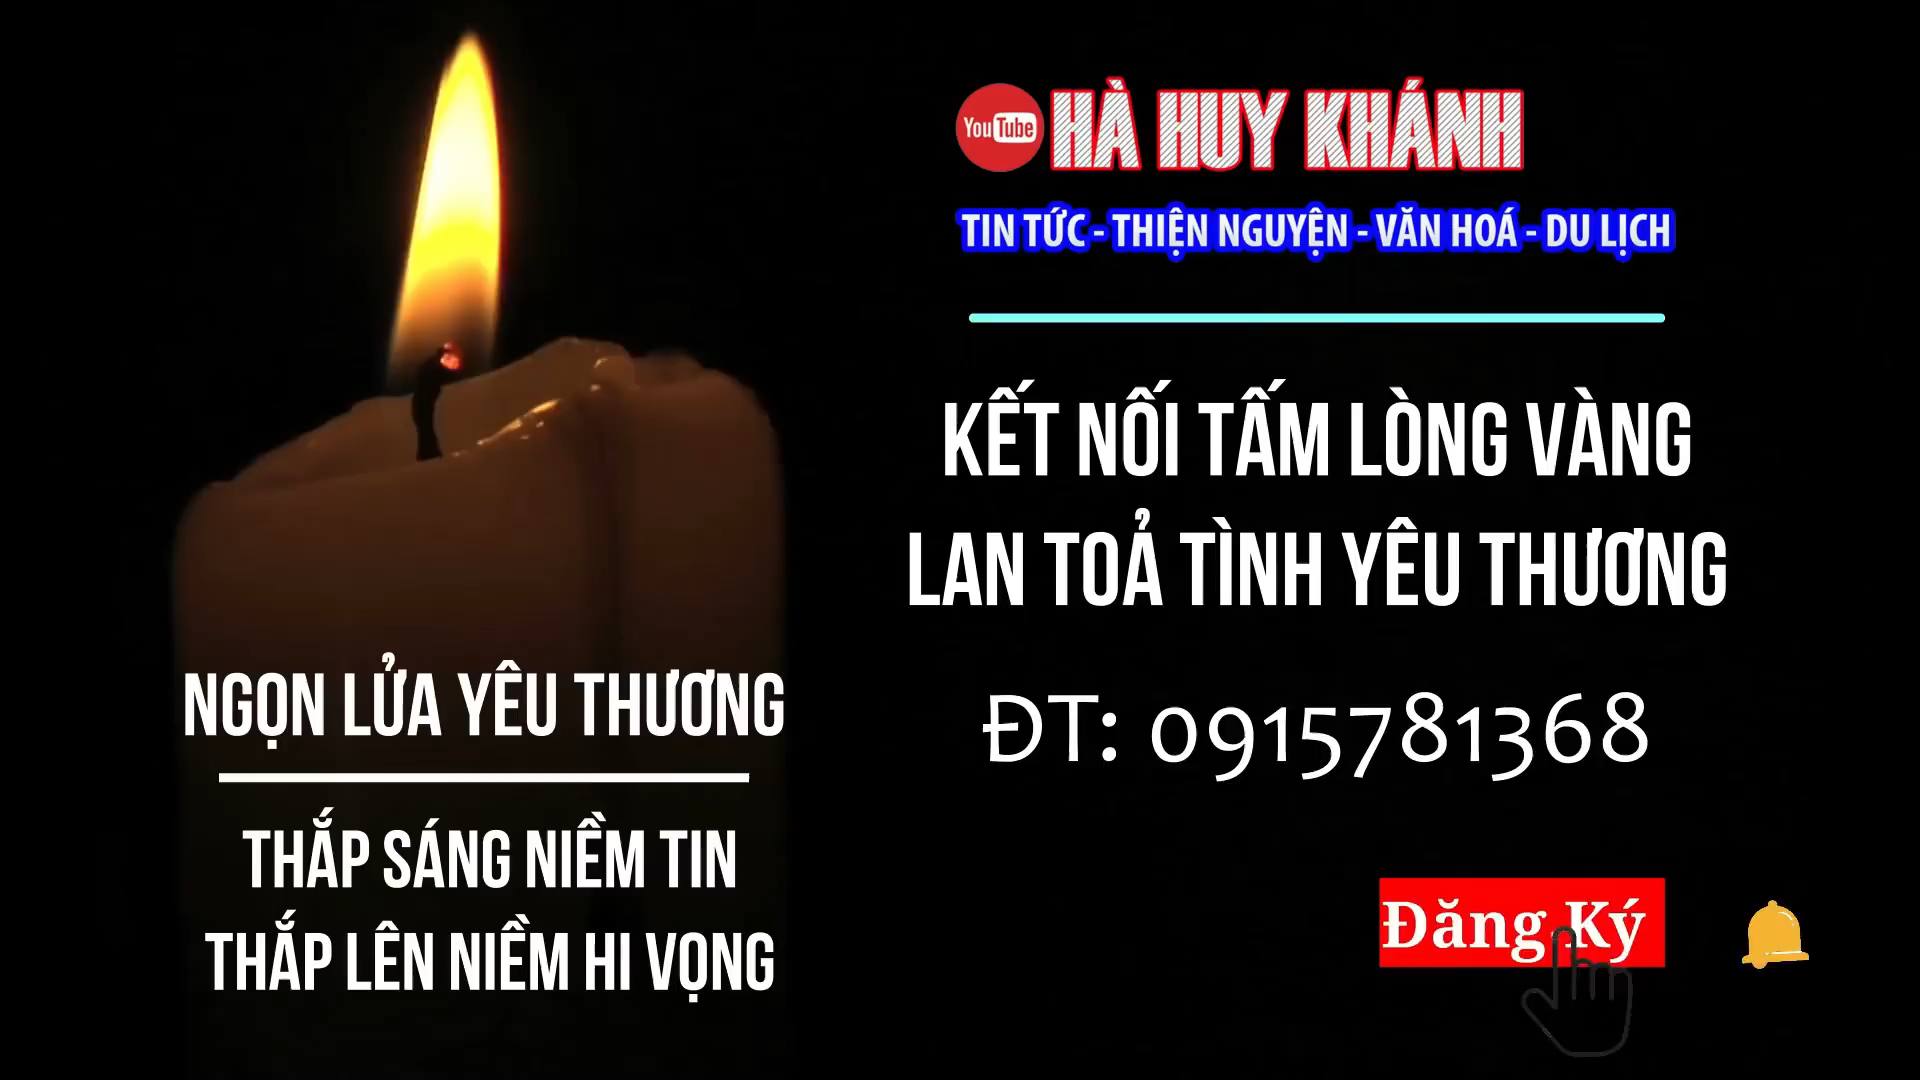 NGỌN LỬA YÊU THƯƠNG
THẮP SÁNG NIỀM TIN
THẮP LÊN NIỀM HI VỌNG
YouTube HÀ HUY KHÁNH
TIN TỨC - THIỆN NGUYỆN - VĂN HOÁ - DU LỊCH
KẾT NỐI TẤM LÒNG VÀNG
LAN TOẢ TÌNH YÊU THƯƠNG
ĐT: 0915781368
Đăng Ký